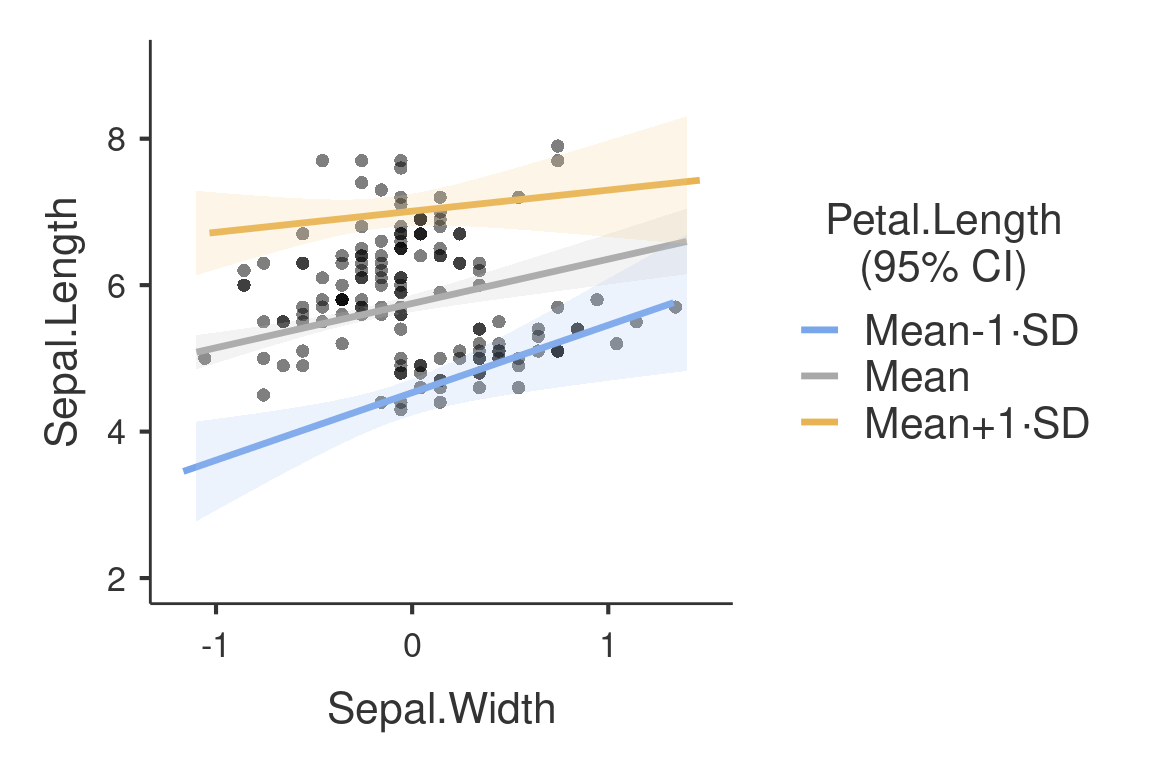 Sepal.Length
8
6
4
2
-1
0
1
Sepal.Width
Petal.Length
(95% CI)
Mean-1·SD
Mean
Mean+1·SD